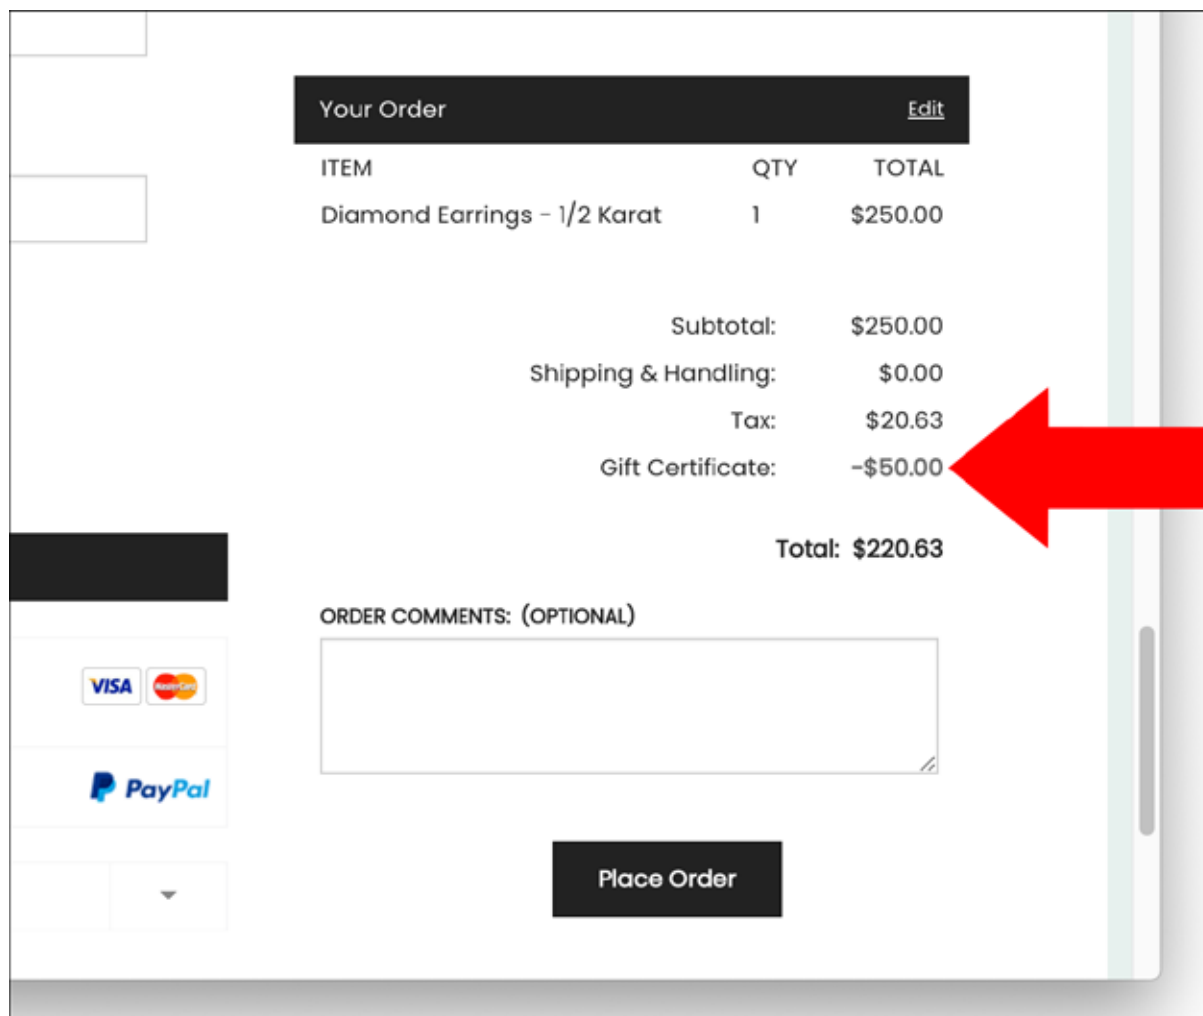 Your Order Edit
ITEM QTY TOTAL
Diamond Earrings - 1/2 Karat 1 $250.00
Subtotal: $250.00
Shipping & Handling: $0.00
Tax: $20.63
Gift Certificate: -$50.00
Total: $220.63
ORDER COMMENTS: (OPTIONAL)
VISA MasterCard
PayPal
Place Order